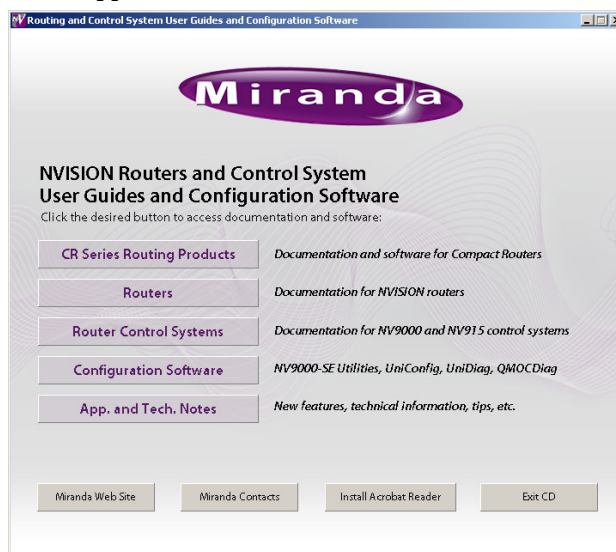 Routing and Control System User Guides and Configuration Software
Miranda
NVISION Routers and Control System
User Guides and Configuration Software
Click the desired button to access documentation and software:
CR Series Routing Products
Documentation and software for Compact Routers
Routers
Documentation for NVISION routers
Router Control Systems
Documentation for NV9000 and NV915 control systems
Configuration Software
NV9000-SE Utilities, UniConfig, UniDiag, QMOCDiag
App. and Tech. Notes
New features, technical information, tips, etc.
Miranda Web Site
Miranda Contacts
Install Acrobat Reader
Exit CD